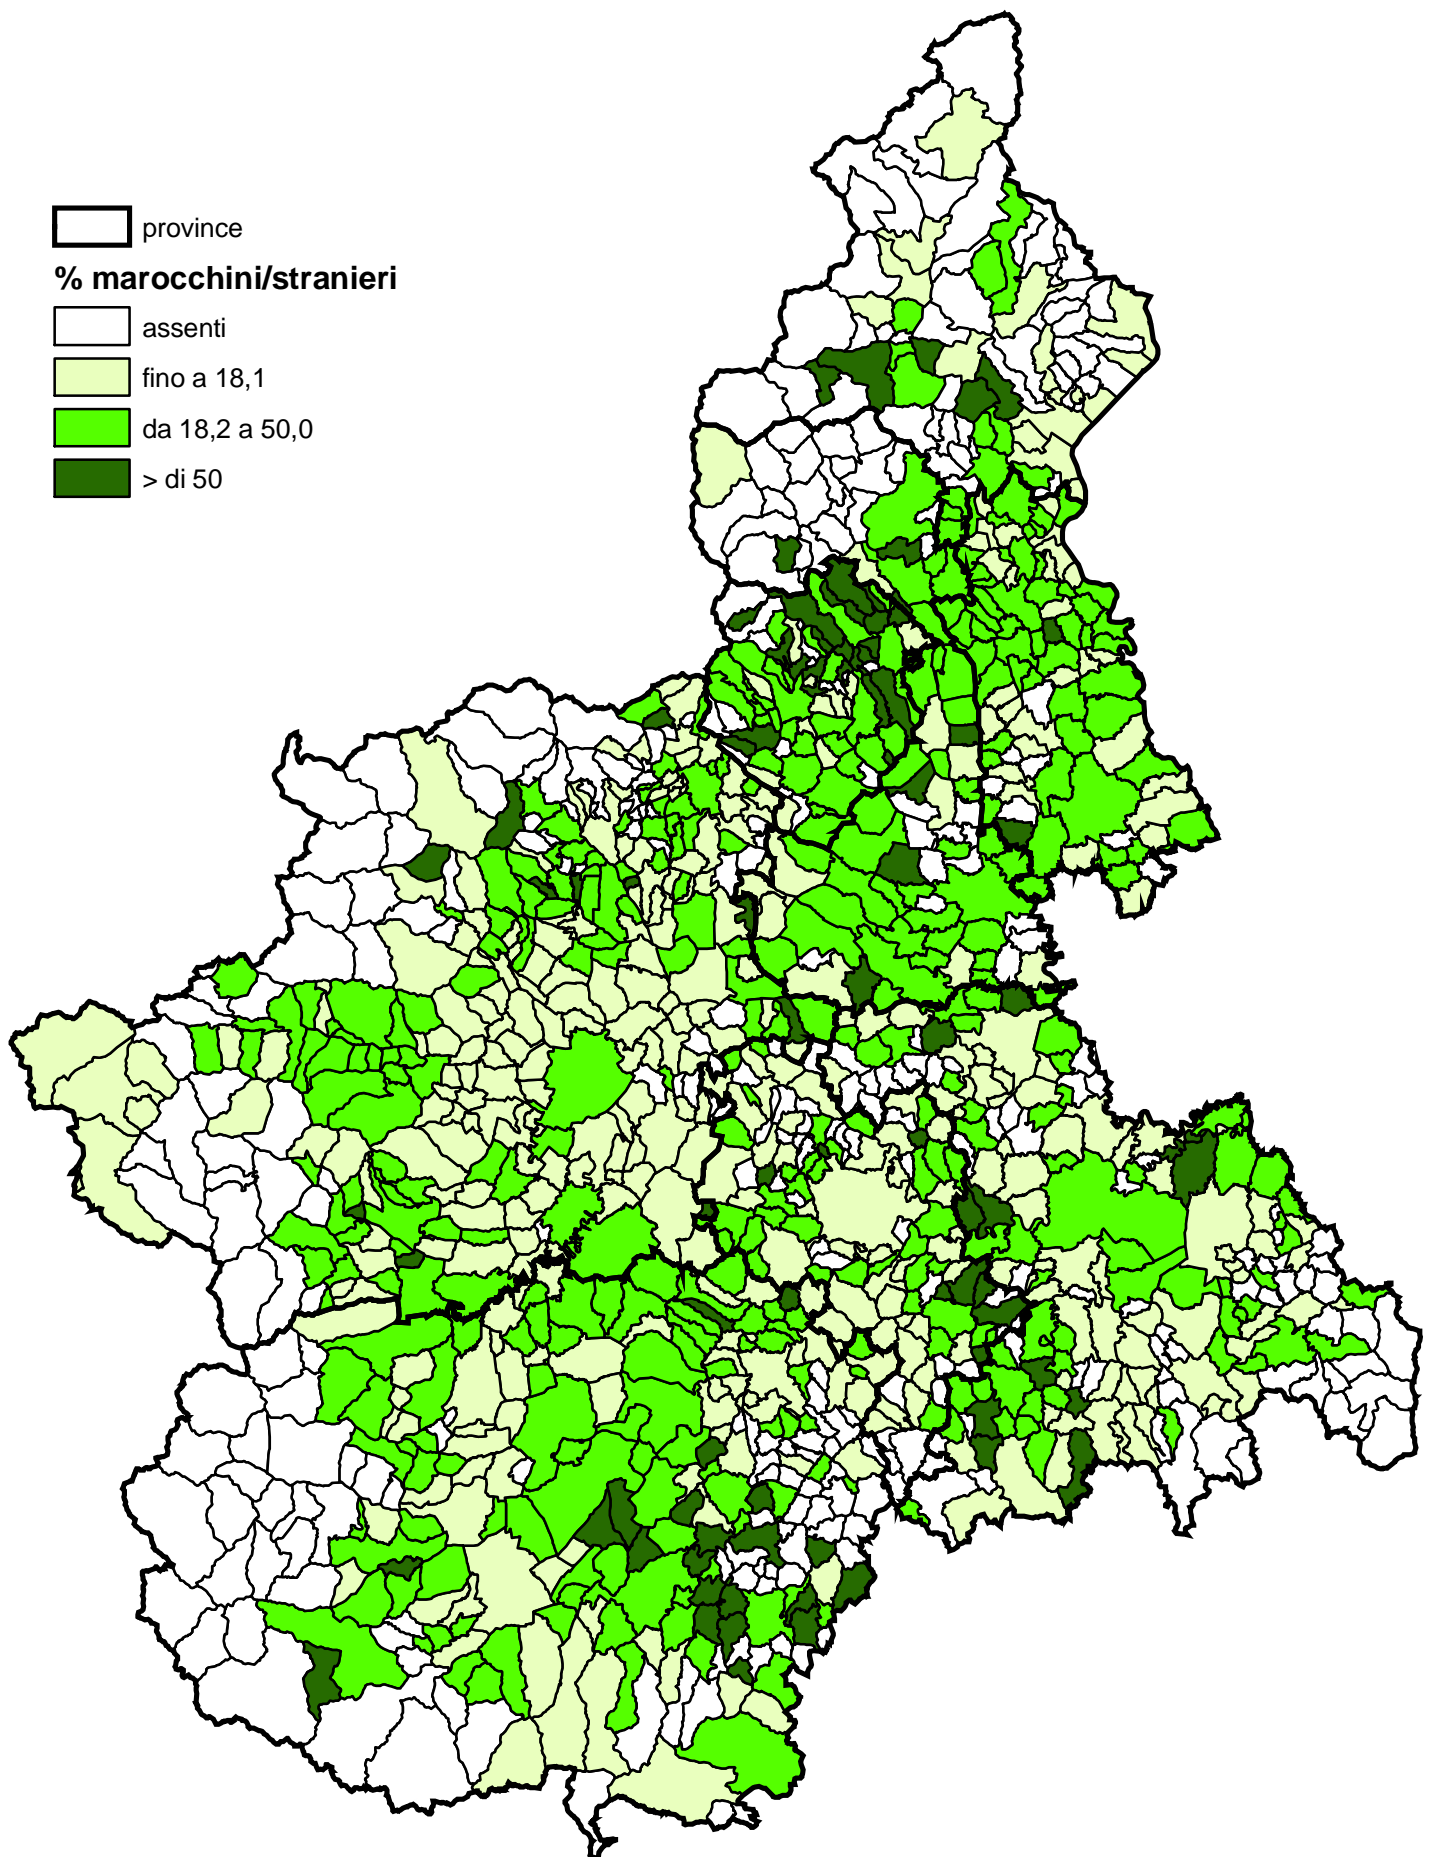 province
% marocchini/stranieri
assenti
fino a 18,1
da 18,2 a 50,0
> di 50